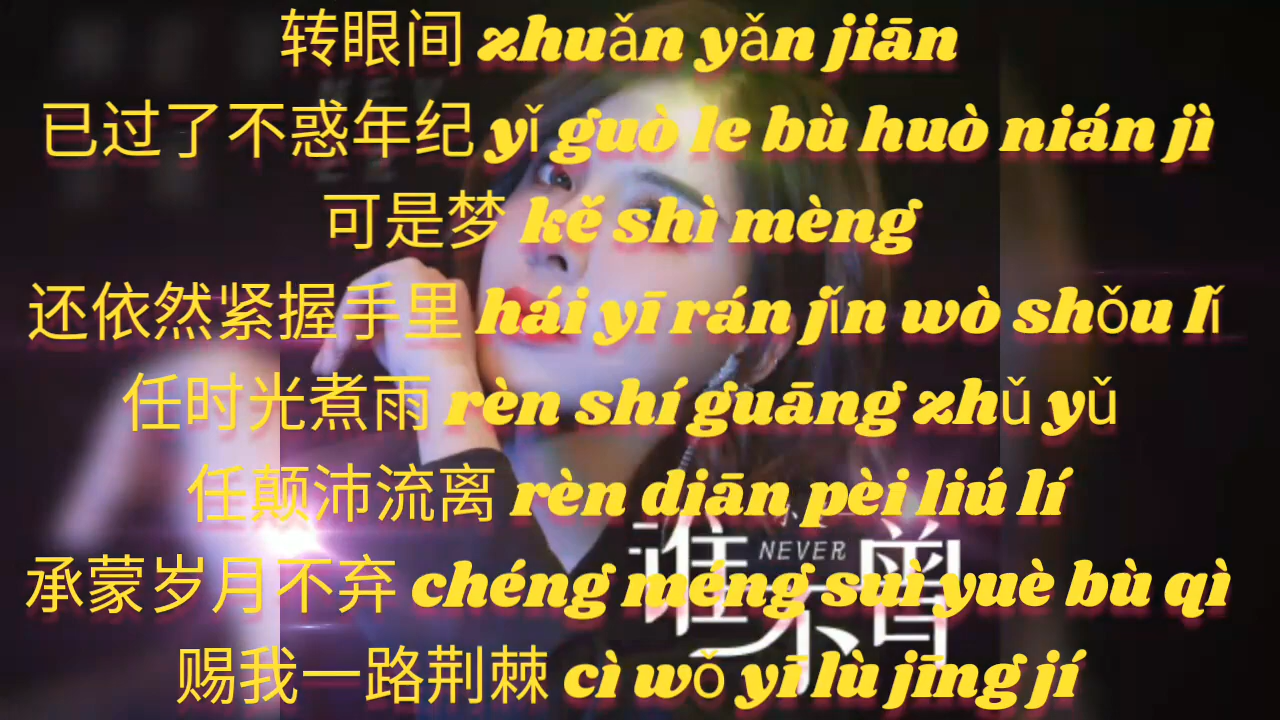 转眼间 zhuǎn yǎn jiān
已过了不惑年纪 yǐ guò le bù huò nián jì
可是梦 kě shì mèng
还依然紧握手里 hái yī rán jǐn wò shǒu lǐ
任时光煮雨 rèn shí guāng zhǔ yǔ
任颠沛流离 rèn diān pèi liú lí
承蒙岁月不弃 chéng méng suì yuè bù qì
赐我一路荆棘 cì wǒ yī lù jīng jí
谁不曾
NEVER